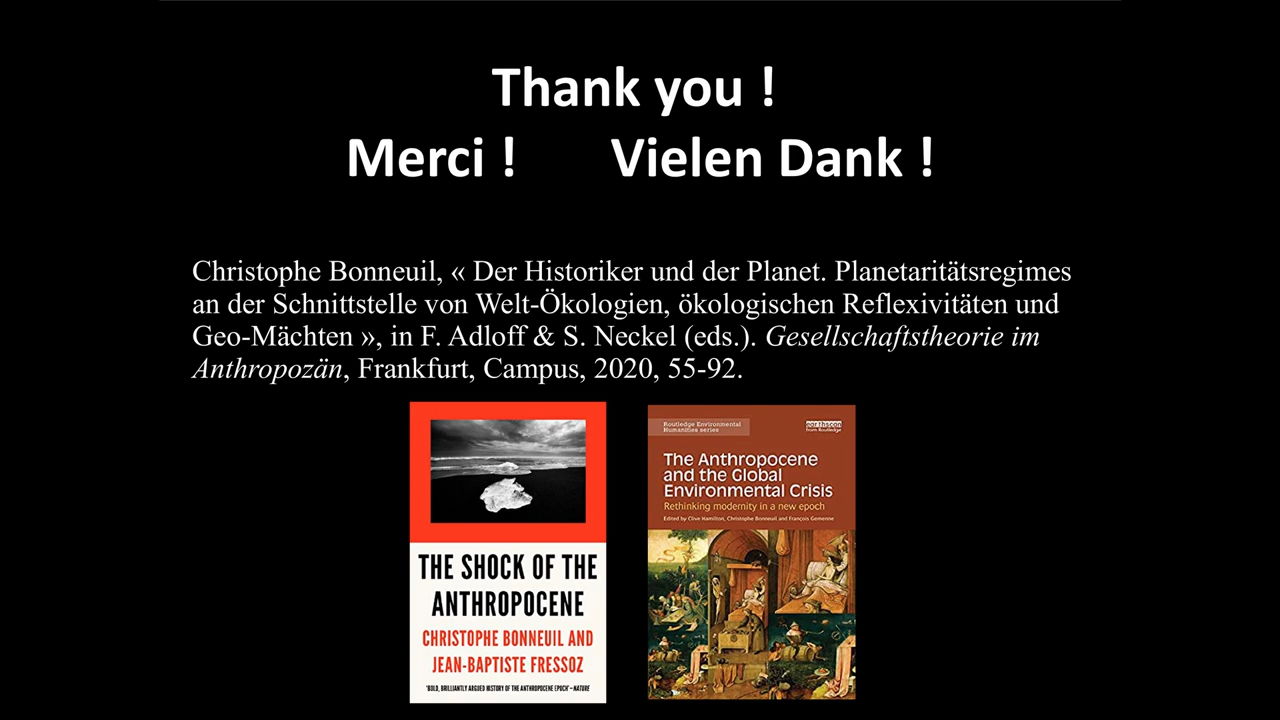 Thank you !
Merci ! Vielen Dank !
Christophe Bonneuil, « Der Historiker und der Planet. Planetaritätsregimes
an der Schnittstelle von Welt-Ökologien, ökologischen Reflexivitäten und
Geo-Mächten », in F. Adloff & S. Neckel (eds.). Gesellschaftstheorie im
Anthropozän, Frankfurt, Campus, 2020, 55-92.
THE SHOCK OF THE
ANTHROPOCENE
CHRISTOPHE BONNEUIL AND
JEAN-BAPTISTE FRESSOZ
'BOLD, BRILLIANTLY ARGUED HISTORY OF THE ANTHROPOCENE EPOCH' – NATURE
Routledge Environmental
Humanities series
earthscan
from Routledge
The Anthropocene
and the Global
Environmental Crisis
Rethinking modernity in a new epoch
Edited by Clive Hamilton, Christophe Bonneuil and François Gemenne